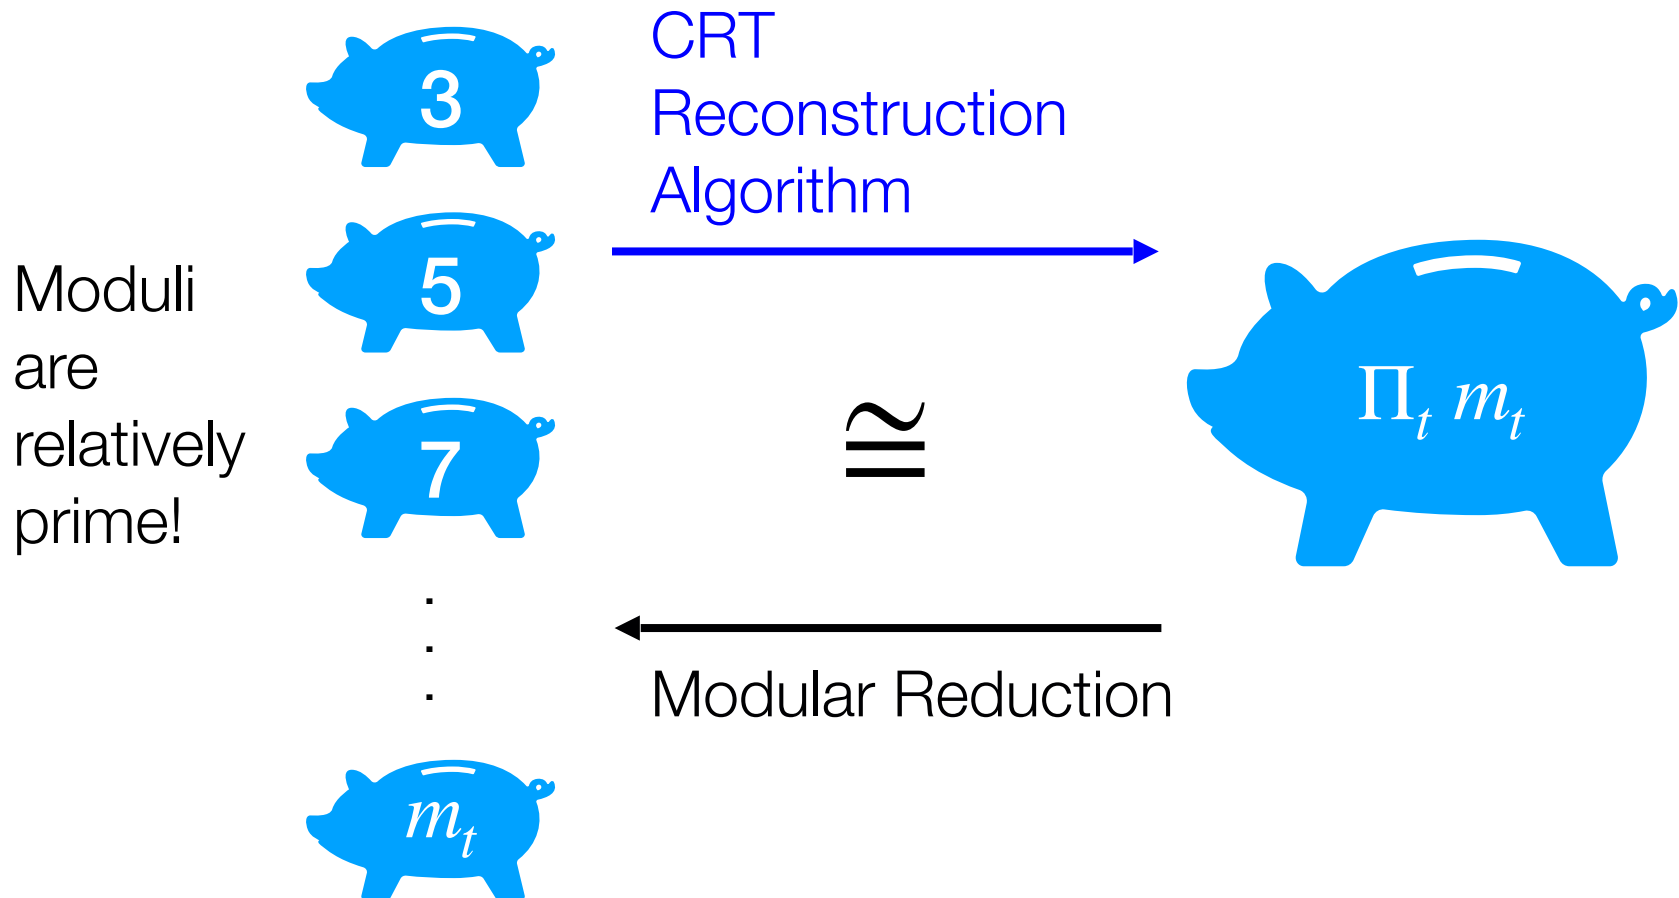 CRT
Reconstruction
Algorithm
Moduli
are
relatively
prime!
3
5
7
.
.
.
m_t
≅
Π_t m_t
Modular Reduction